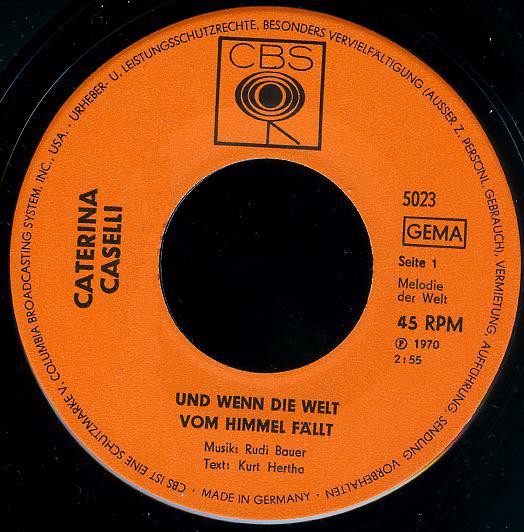 URHEBER- U. LEISTUNGSSCHUTZRECHTE, BESONDERS VERVIELFÄLTIGUNG (AUSSER Z. PERSÖNL. GEBRAUCH), VERMIETUNG, AUFFÜHRUNG, SENDUNG VORBEHALTEN · MADE IN GERMANY · CBS IST EINE SCHUTZMARKE V. COLUMBIA BROADCASTING SYSTEM, INC., USA. ·
CBS
CATERINA
CASELLI
5023
GEMA
Seite 1
Melodie
der Welt
45 RPM
℗ 1970
2:55
UND WENN DIE WELT
VOM HIMMEL FÄLLT
Musik: Rudi Bauer
Text: Kurt Hertha